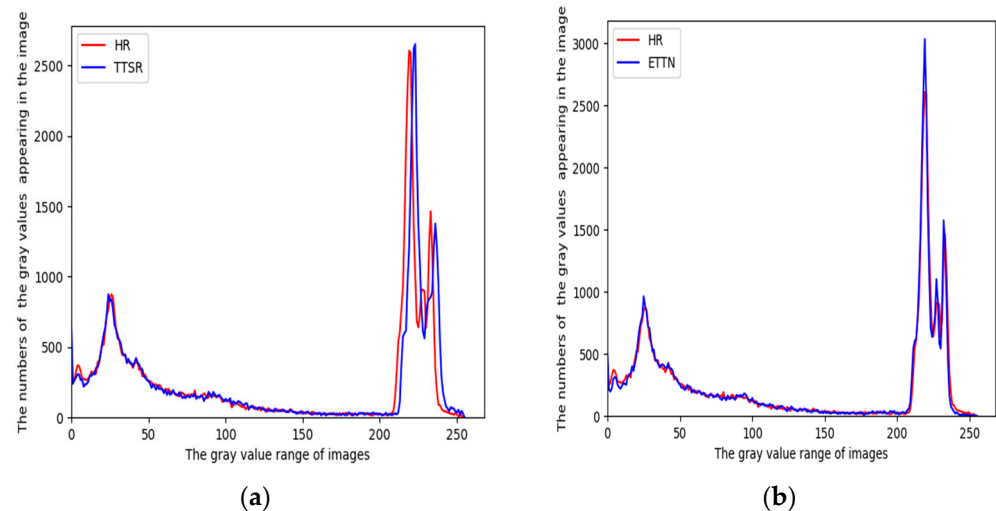 The numbers of the gray values appearing in the image
HR
TTSR
2500
2000
1500
1000
500
0
0 50 100 150 200 250
The gray value range of images
(a)
The numbers of the gray values appearing in the image
HR
ETTN
3000
2500
2000
1500
1000
500
0
0 50 100 150 200 250
The gray value range of images
(b)